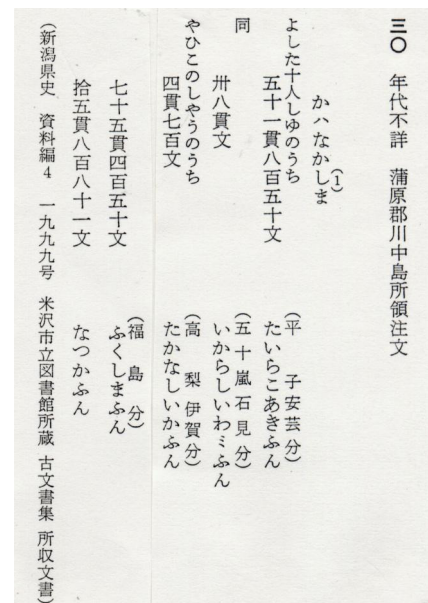 三〇　年代不詳　蒲原郡川中島所領注文
(1)
かハなかしま
よした十人しゆのうち
五十一貫八百五十文
(平　子安芸分)
たいらこあきふん
同
卅八貫文
(五十嵐石見分)
いからしいわミふん
やひこのしやうのうち
四貫七百文
(高　梨伊賀分)
たかなしいかふん
七十五貫四百五十文
(福　島　分)
ふくしまふん
拾五貫八百八十一文
なつかふん
(新潟県史　資料編4　一九九九号　米沢市立図書館所蔵　古文書集　所収文書)